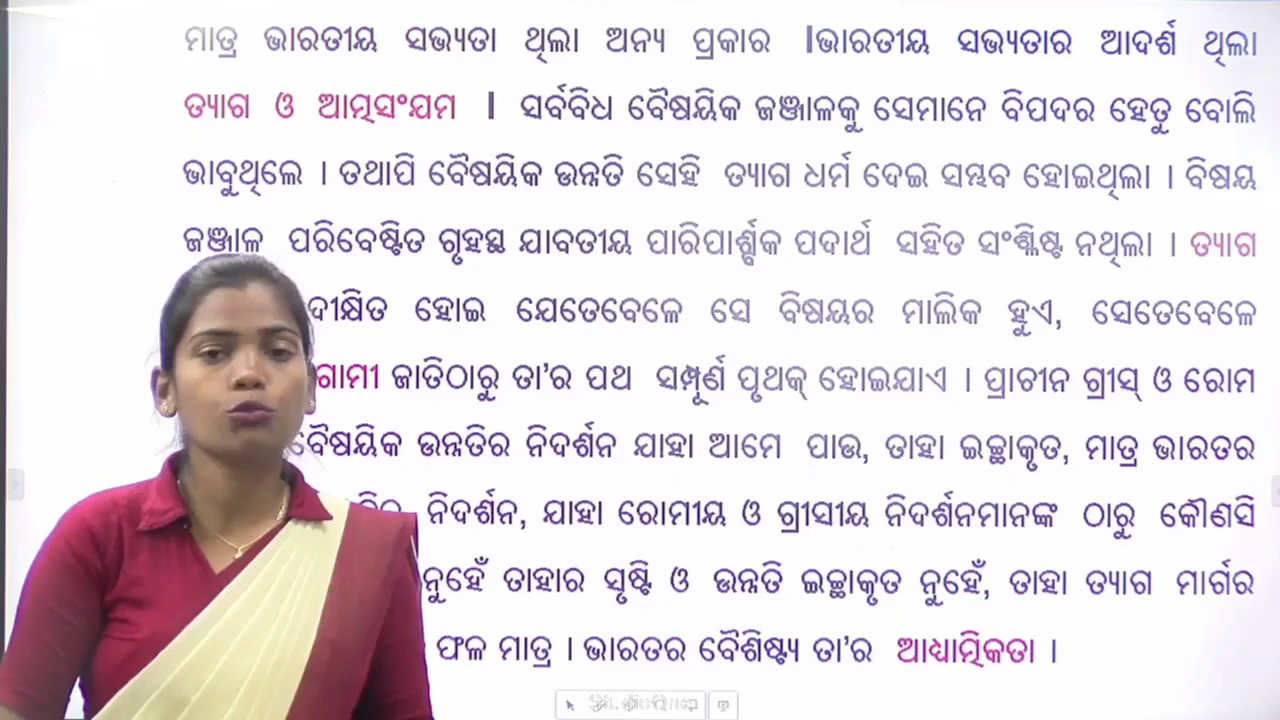 ମାତ୍ର ଭାରତୀୟ ସଭ୍ୟତା ଥିଲା ଅନ୍ୟ ପ୍ରକାର ।ଭାରତୀୟ ସଭ୍ୟତାର ଆଦର୍ଶ ଥିଲା
ତ୍ୟାଗ ଓ ଆତ୍ମସଂଯମ । ସର୍ବବିଧ ବୈଷୟିକ ଜଞ୍ଜାଳକୁ ସେମାନେ ବିପଦର ହେତୁ ବୋଲି
ଭାବୁଥିଲେ । ତଥାପି ବୈଷୟିକ ଉନ୍ନତି ସେହି ତ୍ୟାଗ ଧର୍ମ ଦେଇ ସମ୍ଭବ ହୋଇଥିଲା । ବିଷୟ
ଜଞ୍ଜାଳ ପରିବେଷ୍ଟିତ ଗୃହସ୍ଥ ଯାବତୀୟ ପାରିପାର୍ଶ୍ବିକ ପଦାର୍ଥ ସହିତ ସଂଶ୍ଳିଷ୍ଟ ନଥିଲା । ତ୍ୟାଗ
ଦୀକ୍ଷିତ ହୋଇ ଯେତେବେଳେ ସେ ବିଷୟର ମାଲିକ ହୁଏ, ସେତେବେଳେ
ଗାମୀ ଜାତିଠାରୁ ତା’ର ପଥ ସମ୍ପୂର୍ଣ ପୃଥକ୍ ହୋଇଯାଏ । ପ୍ରାଚୀନ ଗ୍ରୀସ୍ ଓ ରୋମ
ବୈଷୟିକ ଉନ୍ନତିର ନିଦର୍ଶନ ଯାହା ଆମେ ପାଉ, ତାହା ଇଚ୍ଛାକୃତ, ମାତ୍ର ଭାରତର
ନିଦର୍ଶନ, ଯାହା ରୋମୀୟ ଓ ଗ୍ରୀସୀୟ ନିଦର୍ଶନମାନଙ୍କ ଠାରୁ କୌଣସି
ନୁହେଁ ତାହାର ସୃଷ୍ଟି ଓ ଉନ୍ନତି ଇଚ୍ଛାକୃତ ନୁହେଁ, ତାହା ତ୍ୟାଗ ମାର୍ଗର
ଫଳ ମାତ୍ର । ଭାରତର ବୈଶିଷ୍ଟ୍ୟ ତା’ର ଆଧ୍ୟାତ୍ମିକତା ।